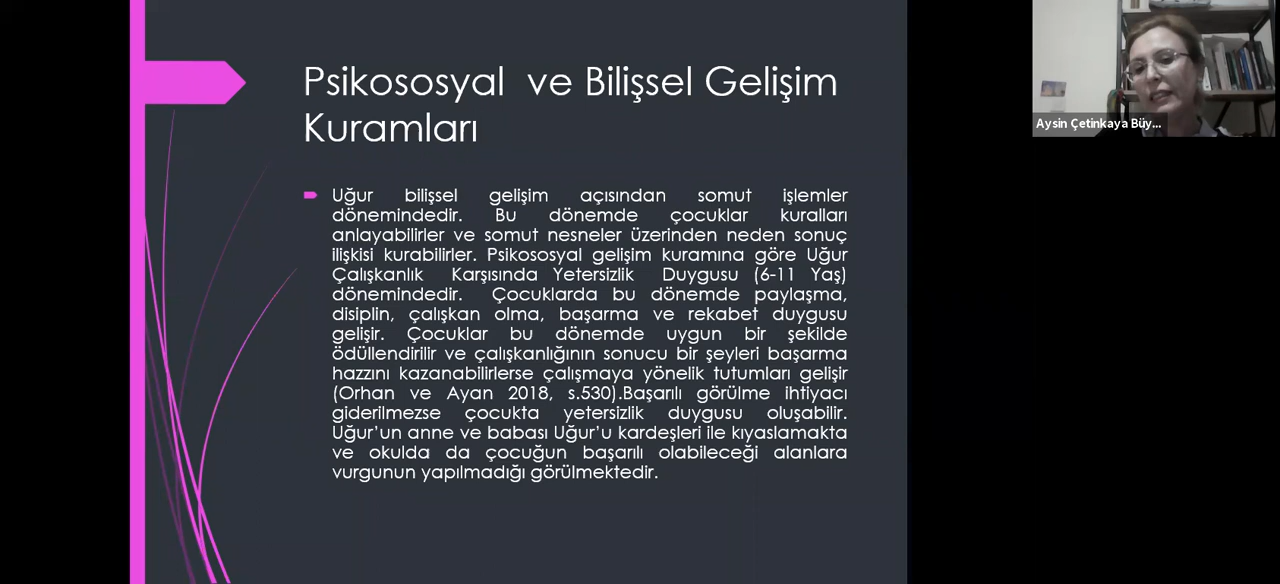 Psikososyal ve Bilişsel Gelişim
Kuramları
Uğur bilişsel gelişim açısından somut işlemler
dönemindedir. Bu dönemde çocuklar kuralları
anlayabilirler ve somut nesneler üzerinden neden sonuç
ilişkisi kurabilirler. Psikososyal gelişim kuramına göre Uğur
Çalışkanlık Karşısında Yetersizlik Duygusu (6-11 Yaş)
dönemindedir. Çocuklarda bu dönemde paylaşma,
disiplin, çalışkan olma, başarma ve rekabet duygusu
gelişir. Çocuklar bu dönemde uygun bir şekilde
ödüllendirilir ve çalışkanlığının sonucu bir şeyleri başarma
hazzını kazanabilirlerse çalışmaya yönelik tutumları gelişir
(Orhan ve Ayan 2018, s.530).Başarılı görülme ihtiyacı
giderilmezse çocukta yetersizlik duygusu oluşabilir.
Uğur’un anne ve babası Uğur’u kardeşleri ile kıyaslamakta
ve okulda da çocuğun başarılı olabileceği alanlara
vurgunun yapılmadığı görülmektedir.
Aysin Çetinkaya Büy...